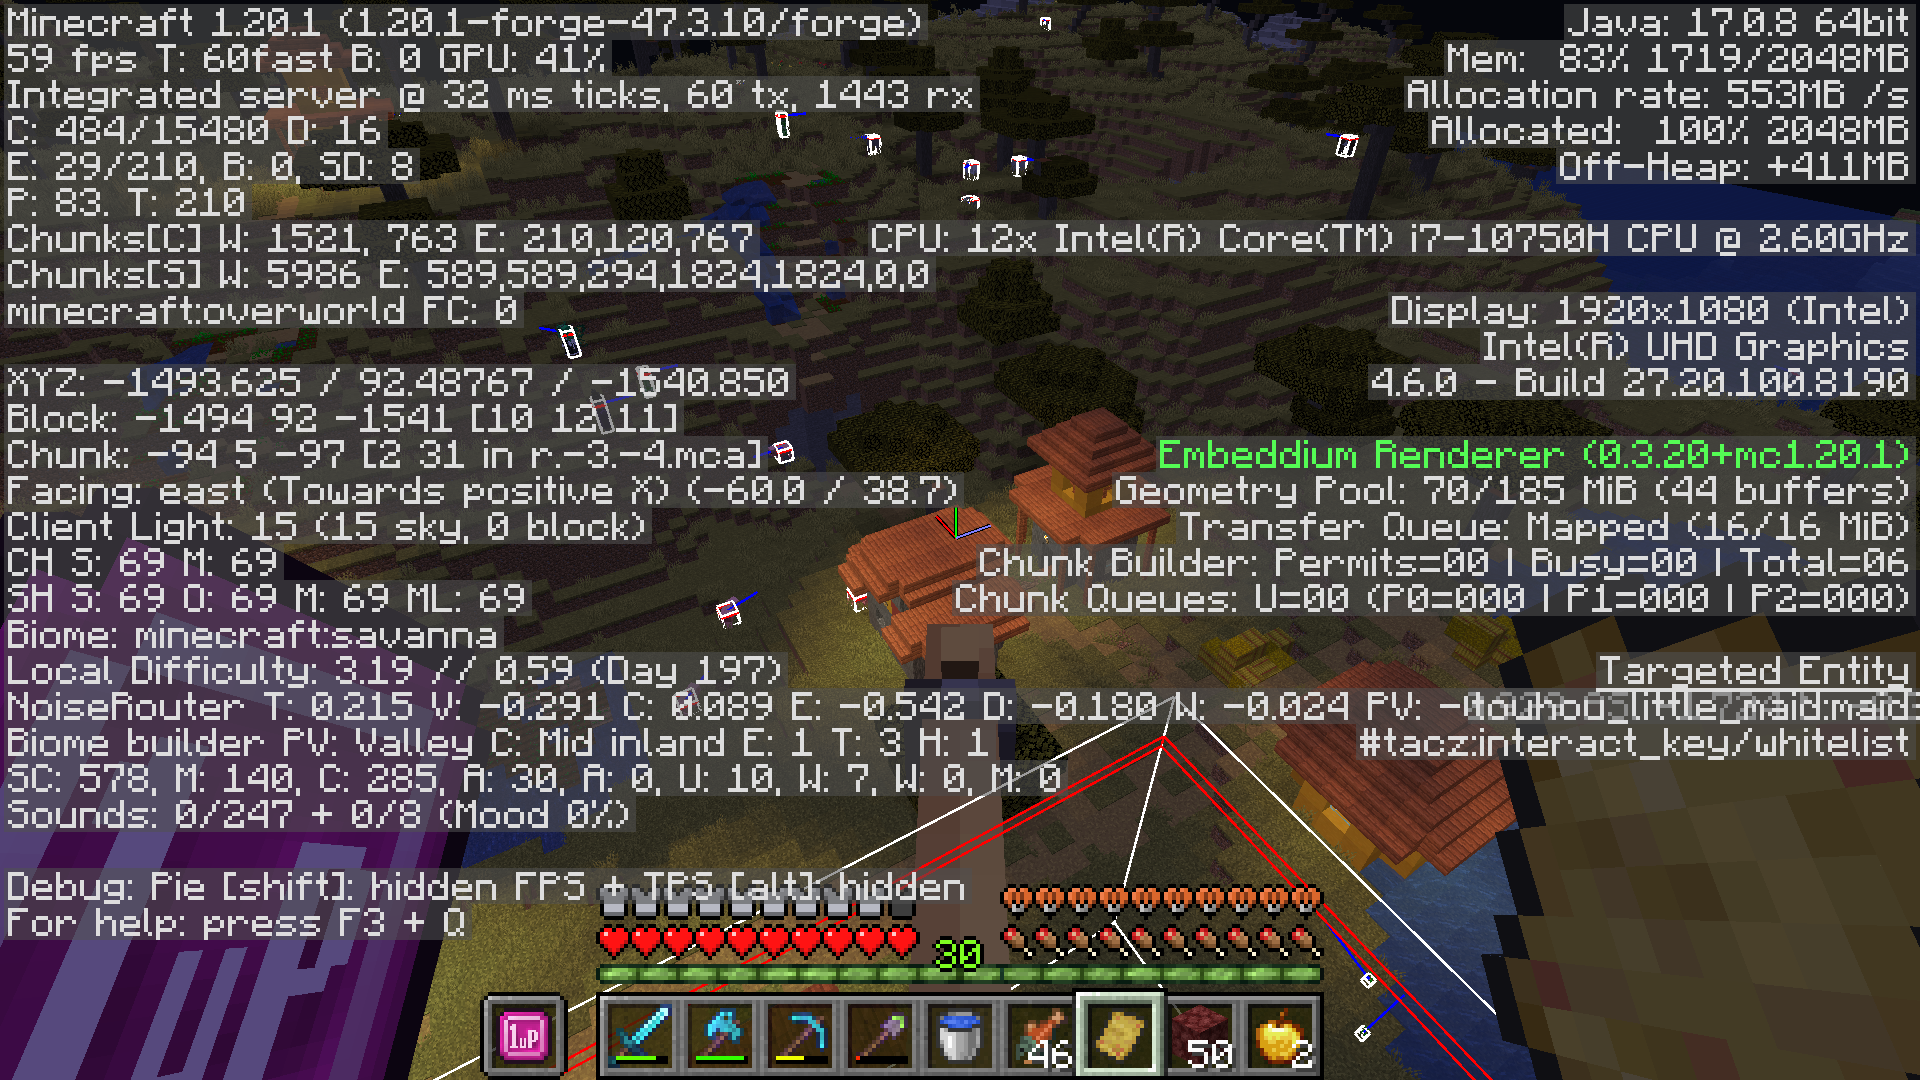 Minecraft 1.20.1 (1.20.1-forge-47.3.10/forge)
59 fps T: 60fast B: 0 GPU: 41%
Integrated server @ 32 ms ticks, 60 tx, 1443 rx
C: 484/15480 D: 16
E: 29/210, B: 0, SD: 8
P: 83. T: 210
Chunks[C] W: 1521, 763 E: 210,120,767
Chunks[S] W: 5986 E: 589,589,294,1824,1824,0,0
minecraft:overworld FC: 0
XYZ: -1493.625 / 92.48767 / -1540.850
Block: -1494 92 -1541 [10 12 11]
Chunk: -94 5 -97 [2 31 in r.-3.-4.mca]
Facing: east (Towards positive X) (-60.0 / 38.7)
Client Light: 15 (15 sky, 0 block)
CH S: 69 M: 69
SH S: 69 O: 69 M: 69 ML: 69
Biome: minecraft:savanna
Local Difficulty: 3.19 // 0.59 (Day 197)
NoiseRouter T: 0.215 V: -0.291 C: 0.089 E: -0.542 D: -0.180 N: -0.024 PV:
Biome builder PV: Valley C: Mid inland E: 1 T: 3 H: 1
SC: 578, M: 140, C: 285, A: 30, A: 0, U: 10, W: 7, W: 0, M: 0
Sounds: 0/247 + 0/8 (Mood 0%)
Debug: Pie [shift]: hidden FPS + TPS [alt]: hidden
For help: press F3 + Q
Java: 17.0.8 64bit
Mem: 83% 1719/2048MB
Allocation rate: 553MB /s
Allocated: 100% 2048MB
Off-Heap: +411MB
CPU: 12x Intel(R) Core(TM) i7-10750H CPU @ 2.60GHz
Display: 1920x1080 (Intel)
Intel(R) UHD Graphics
4.6.0 - Build 27.20.100.8190
Embeddium Renderer (0.3.20+mc1.20.1)
Geometry Pool: 70/185 MiB (44 buffers)
Transfer Queue: Mapped (16/16 MiB)
Chunk Builder: Permits=00 | Busy=00 | Total=06
Chunk Queues: U=00 (P0=000 | P1=000 | P2=000)
Targeted Entity
touhou_little_maid:maid
#tacz:interact_key/whitelist
30
1uP
46
50
2
1uP